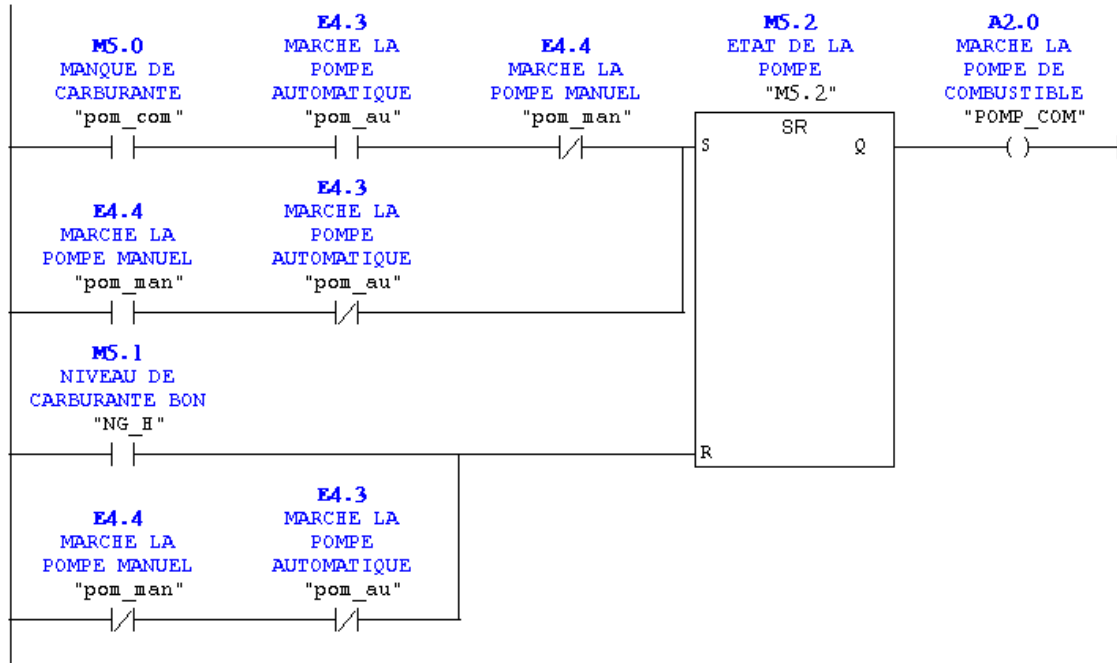 M5.0
MANQUE DE
CARBURANTE
"pom_com"
E4.3
MARCHE LA
POMPE
AUTOMATIQUE
"pom_au"
E4.4
MARCHE LA
POMPE MANUEL
"pom_man"
M5.2
ETAT DE LA
POMPE
"M5.2"
SR
S
Q
A2.0
MARCHE LA
POMPE DE
COMBUSTIBLE
"POMP_COM"
E4.4
MARCHE LA
POMPE MANUEL
"pom_man"
E4.3
MARCHE LA
POMPE
AUTOMATIQUE
"pom_au"
M5.1
NIVEAU DE
CARBURANTE BON
"NG_H"
R
E4.4
MARCHE LA
POMPE MANUEL
"pom_man"
E4.3
MARCHE LA
POMPE
AUTOMATIQUE
"pom_au"